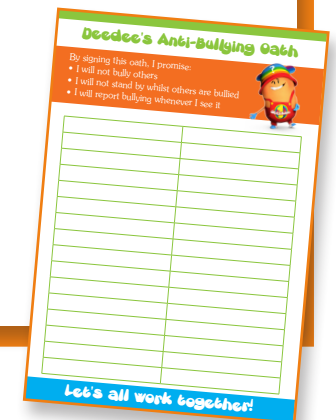 Deedee's Anti-Bullying Oath
By signing this oath, I promise:
• I will not bully others
• I will not stand by whilst others are bullied
• I will report bullying whenever I see it
Let's all work together!